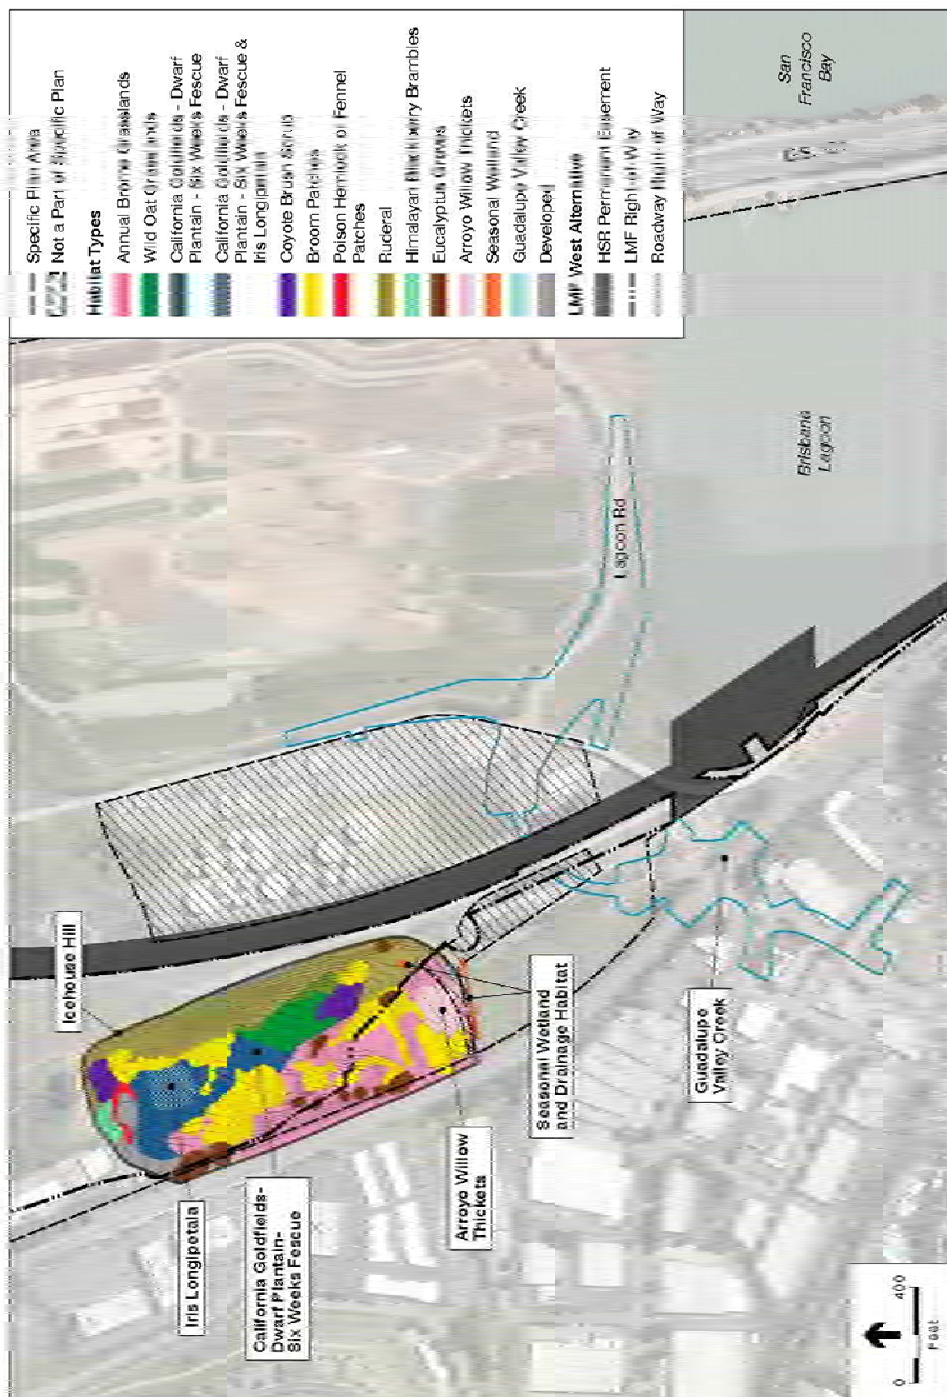 Specific Plan Area
Not a Part of Specific Plan
Habitat Types
Annual Brome Grasslands
Wild Oat Grasslands
California Goldfields - Dwarf
Plantain - Six Weeks Fescue
California Goldfields - Dwarf
Plantain - Six Weeks Fescue &
Iris Longipetala
Coyote Brush Scrub
Broom Patches
Poison Hemlock or Fennel
Patches
Ruderal
Himalayan Blackberry Brambles
Eucalyptus Groves
Arroyo Willow Thickets
Seasonal Wetland
Guadalupe Valley Creek
Developed
LMF West Alternative
HSR Permanent Easement
LMF Right of Way
Roadway Right of Way
San
Francisco
Bay
Brisbane
Lagoon
Lagoon Rd
Icehouse Hill
Iris Longipetala
California Goldfields-
Dwarf Plantain-
Six Weeks Fescue
Arroyo Willow
Thickets
Seasonal Wetland
and Drainage Habitat
Guadalupe
Valley Creek
0 400
Feet